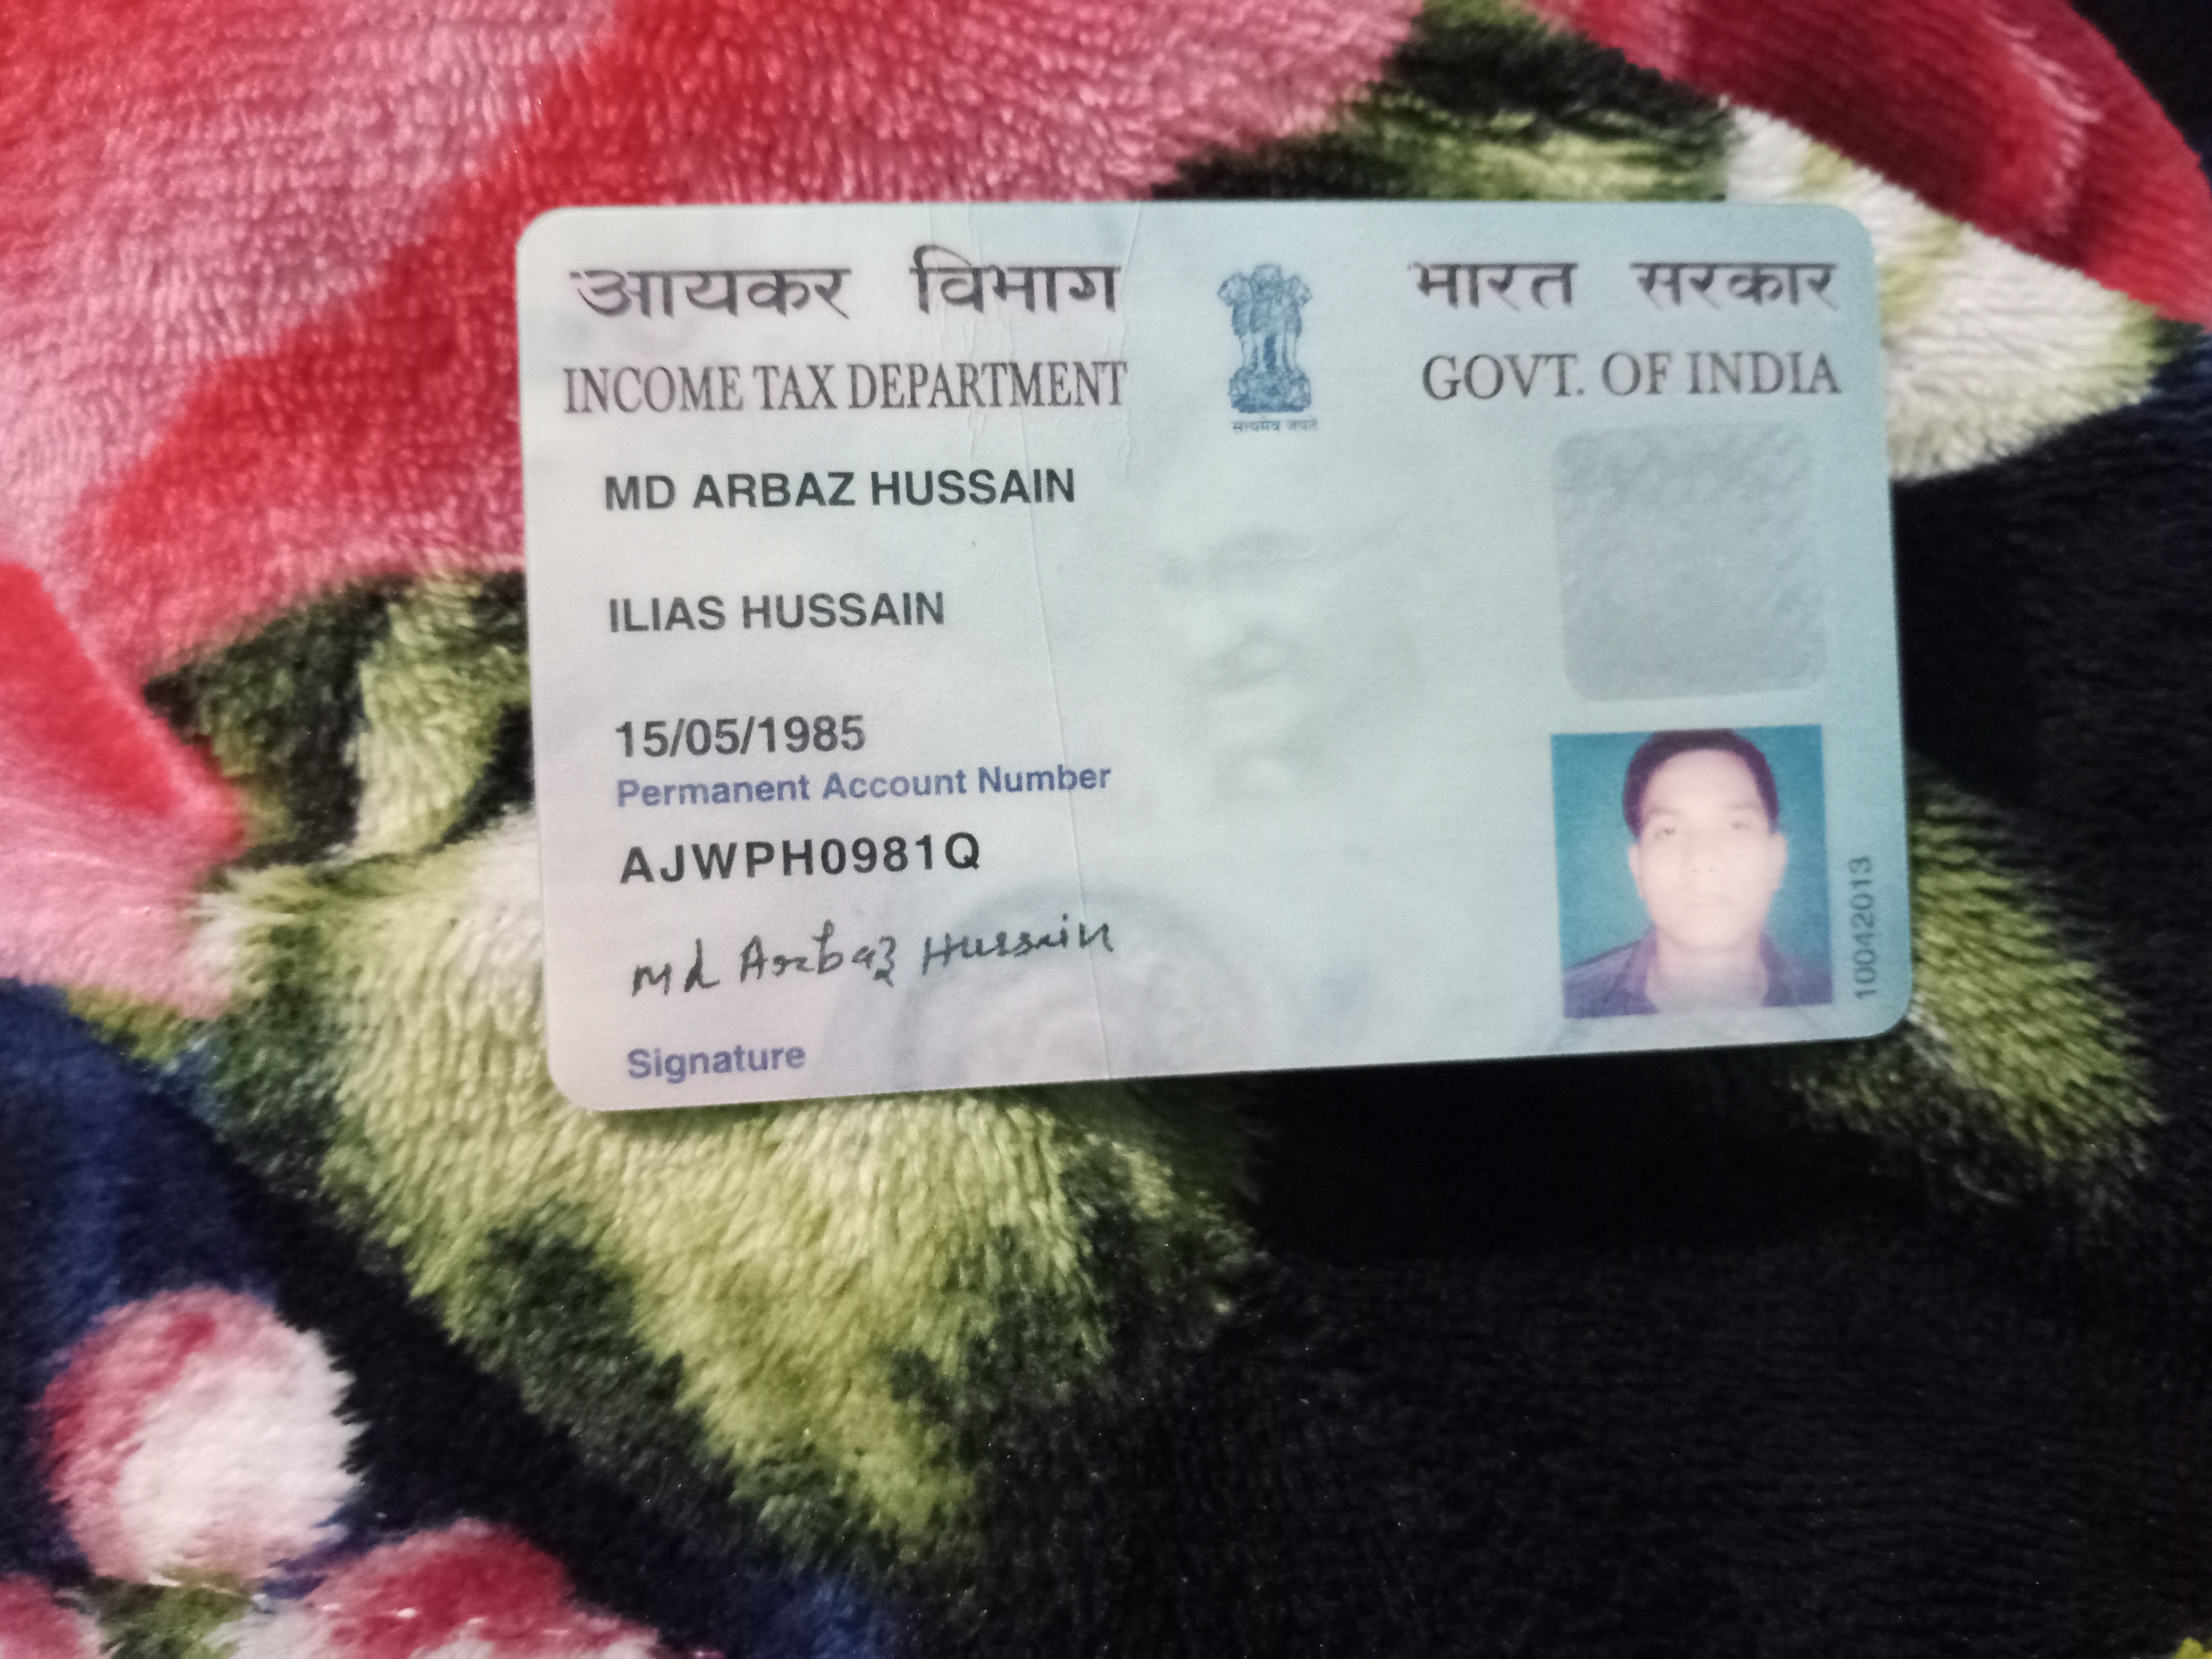 आयकर विभाग
भारत सरकार
INCOME TAX DEPARTMENT
GOVT. OF INDIA
सत्यमेव जयते
MD ARBAZ HUSSAIN
ILIAS HUSSAIN
15/05/1985
Permanent Account Number
AJWPH0981Q
Md Arbaz Hussain
Signature
10042013